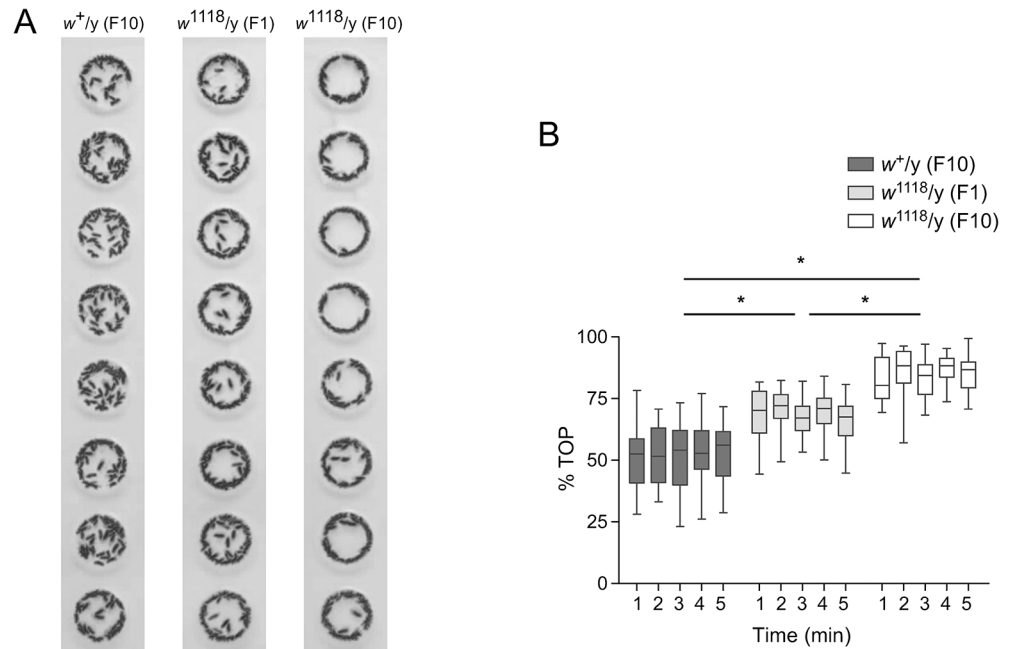 A
w⁺/y (F10) w¹¹¹⁸/y (F1) w¹¹¹⁸/y (F10)
B
w⁺/y (F10)
w¹¹¹⁸/y (F1)
w¹¹¹⁸/y (F10)
*
* *
100
75
50
25
0
% TOP
1 2 3 4 5 1 2 3 4 5 1 2 3 4 5
Time (min)